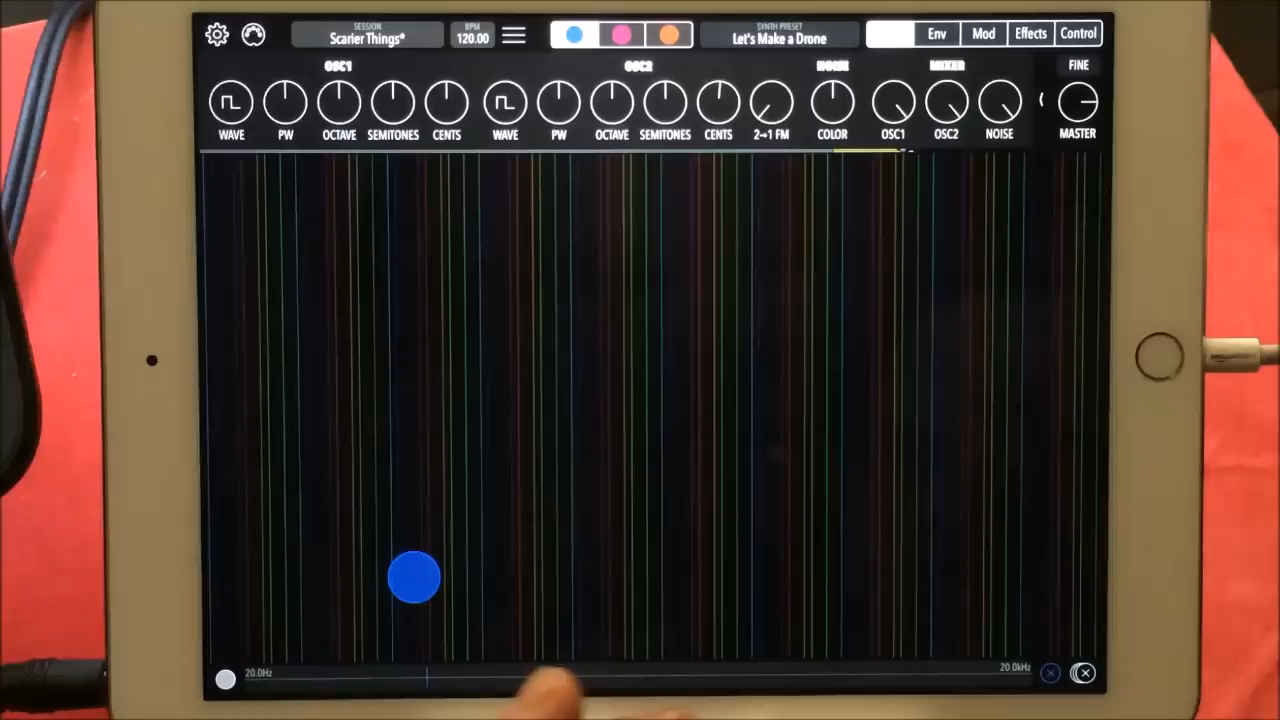 SESSION
Scarier Things*
BPM
120.00
SYNTH PRESET
Let's Make a Drone
Env
Mod
Effects
Control
OSC1
OSC2
NOISE
MIXER
FINE
WAVE
PW
OCTAVE
SEMITONES
CENTS
WAVE
PW
OCTAVE
SEMITONES
CENTS
2→1 FM
COLOR
OSC1
OSC2
NOISE
MASTER
20.0Hz
20.0kHz